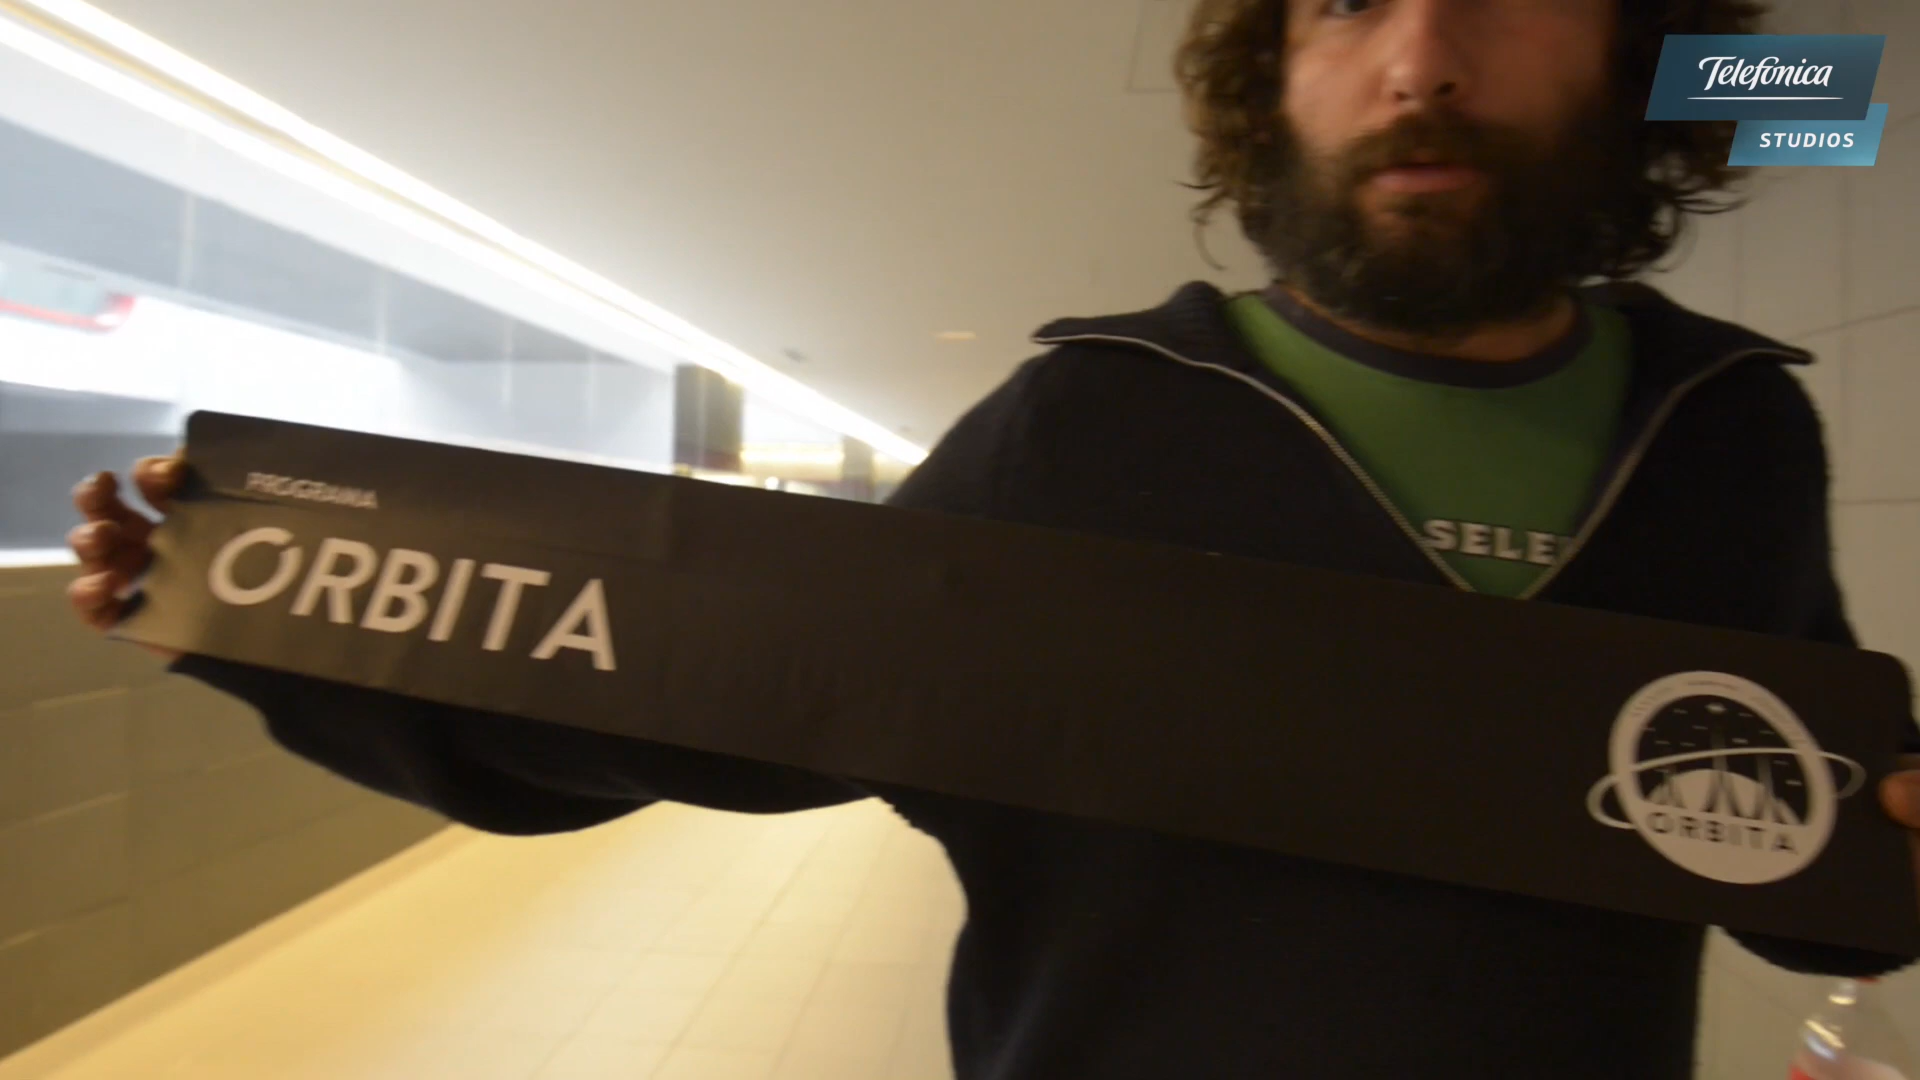 Telefónica
STUDIOS
SELE
PROGRAMA
ORBITA
ORBITA